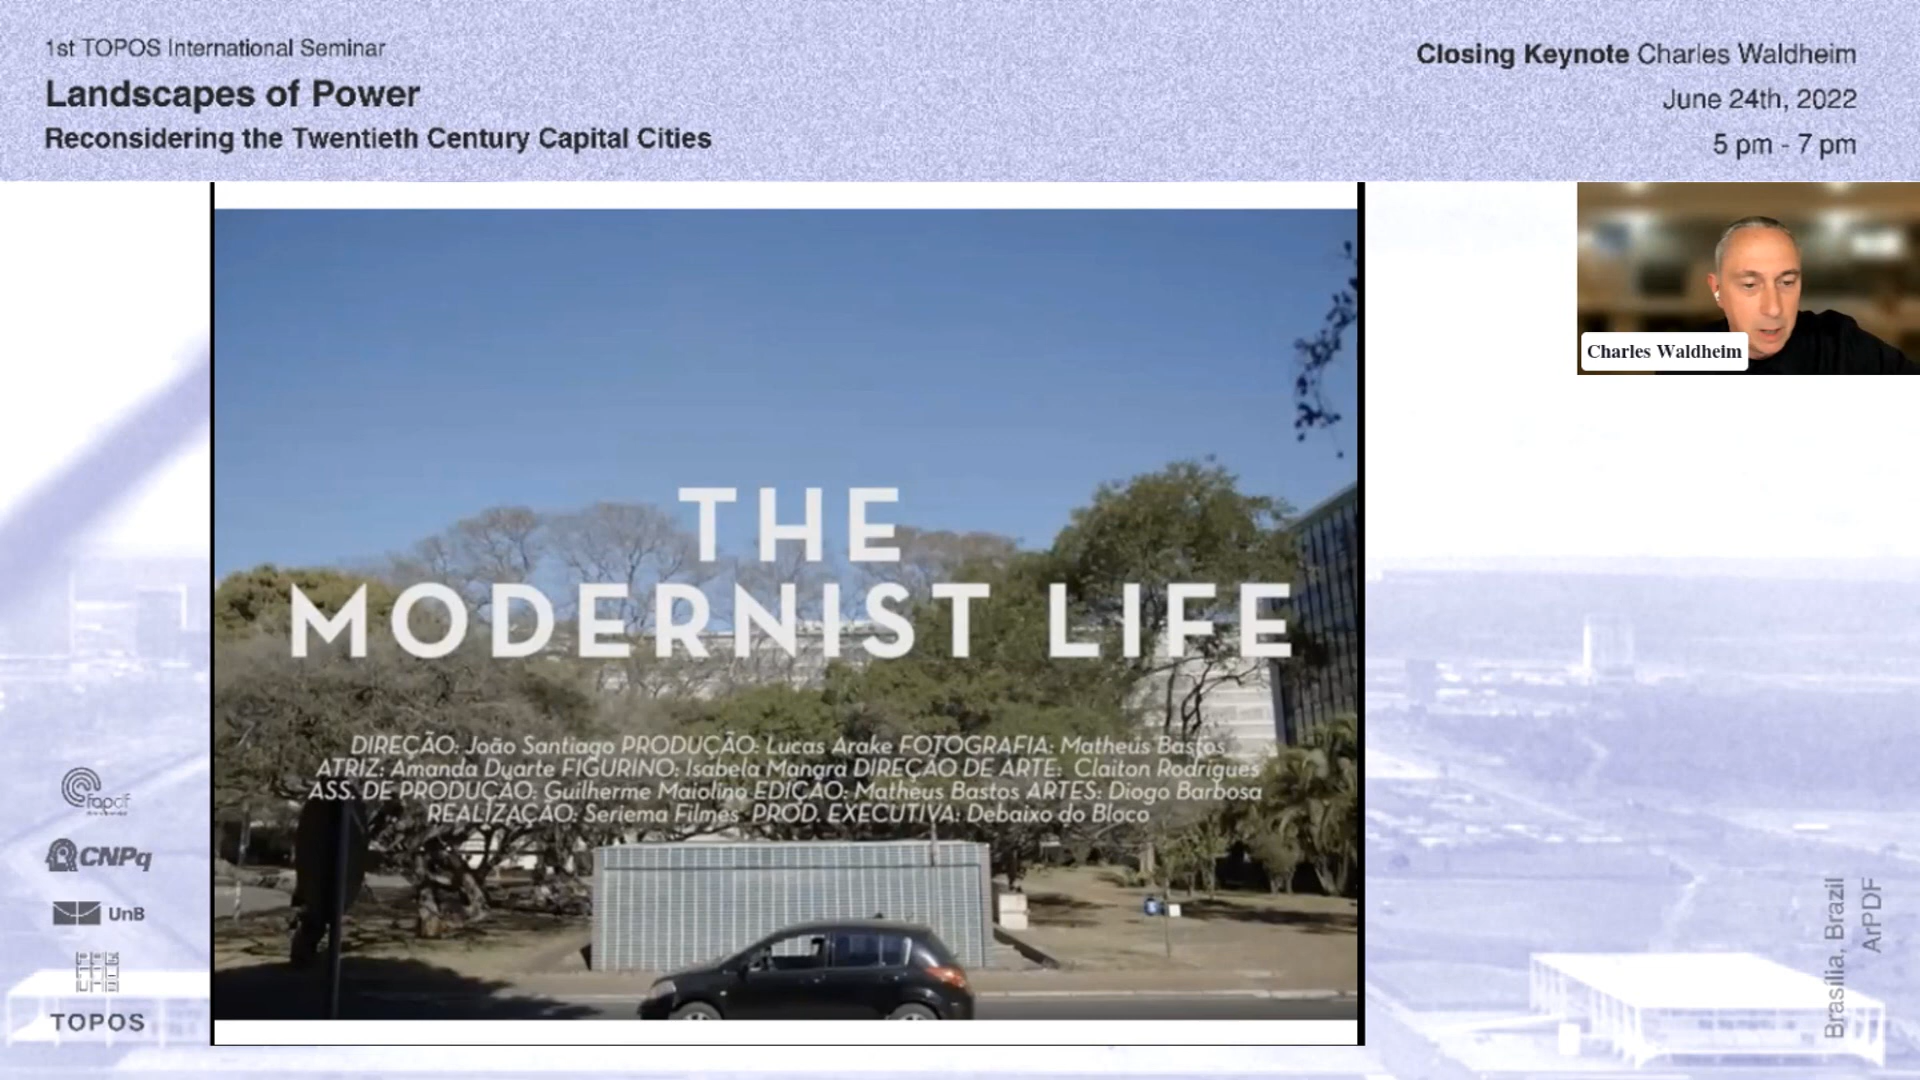 1st TOPOS International Seminar
Landscapes of Power
Reconsidering the Twentieth Century Capital Cities
Closing Keynote Charles Waldheim
June 24th, 2022
5 pm - 7 pm
Charles Waldheim
THE
MODERNIST LIFE
DIREÇÃO: João Santiago PRODUÇÃO: Lucas Arake FOTOGRAFIA: Matheus Bastos
ATRIZ: Amanda Duarte FIGURINO: Isabela Mangra DIREÇÃO DE ARTE: Claiton Rodrigues
ASS. DE PRODUÇÃO: Guilherme Maiolino EDIÇÃO: Matheus Bastos ARTES: Diogo Barbosa
REALIZAÇÃO: Seriema Filmes PROD. EXECUTIVA: Debaixo do Bloco
fapdf
CNPq
UnB
TOPOS
Brasília, Brazil
ArPDF